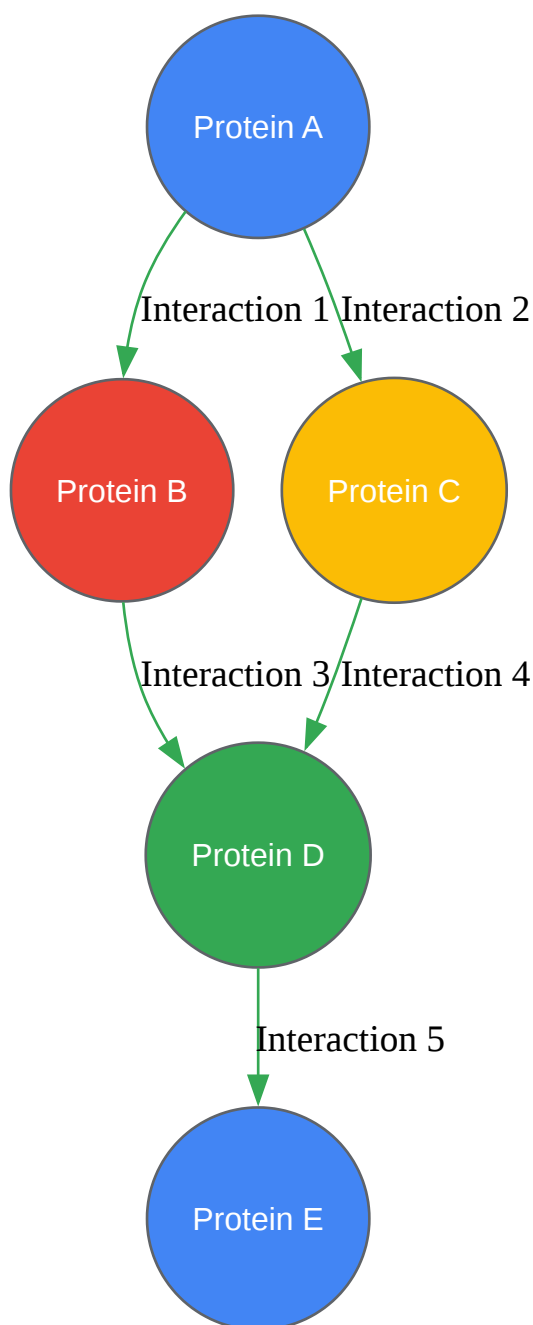 Protein A
Interaction 1
Interaction 2
Protein B
Protein C
Interaction 3
Interaction 4
Protein D
Interaction 5
Protein E